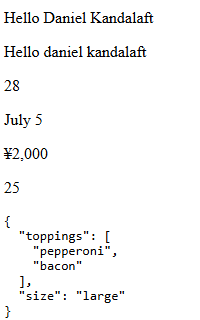 Hello Daniel Kandalaft
Hello daniel kandalaft
28
July 5
¥2,000
25
{
  "toppings": [
    "pepperoni",
    "bacon"
  ],
  "size": "large"
}